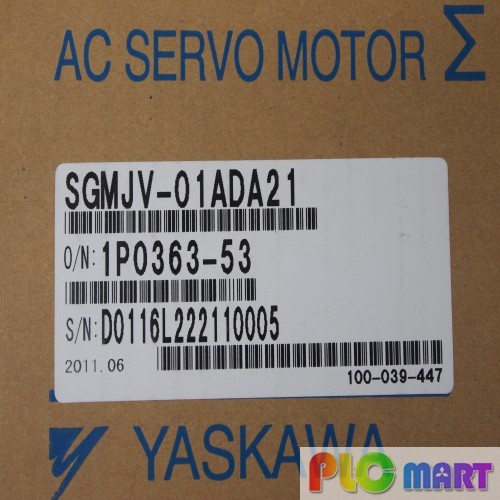 AC SERVO MOTOR Σ
SGMJV-01ADA21
O/N: 1P0363-53
S/N: D0116L222110005
2011.06
100-039-447
YASKAWA
PLC MART